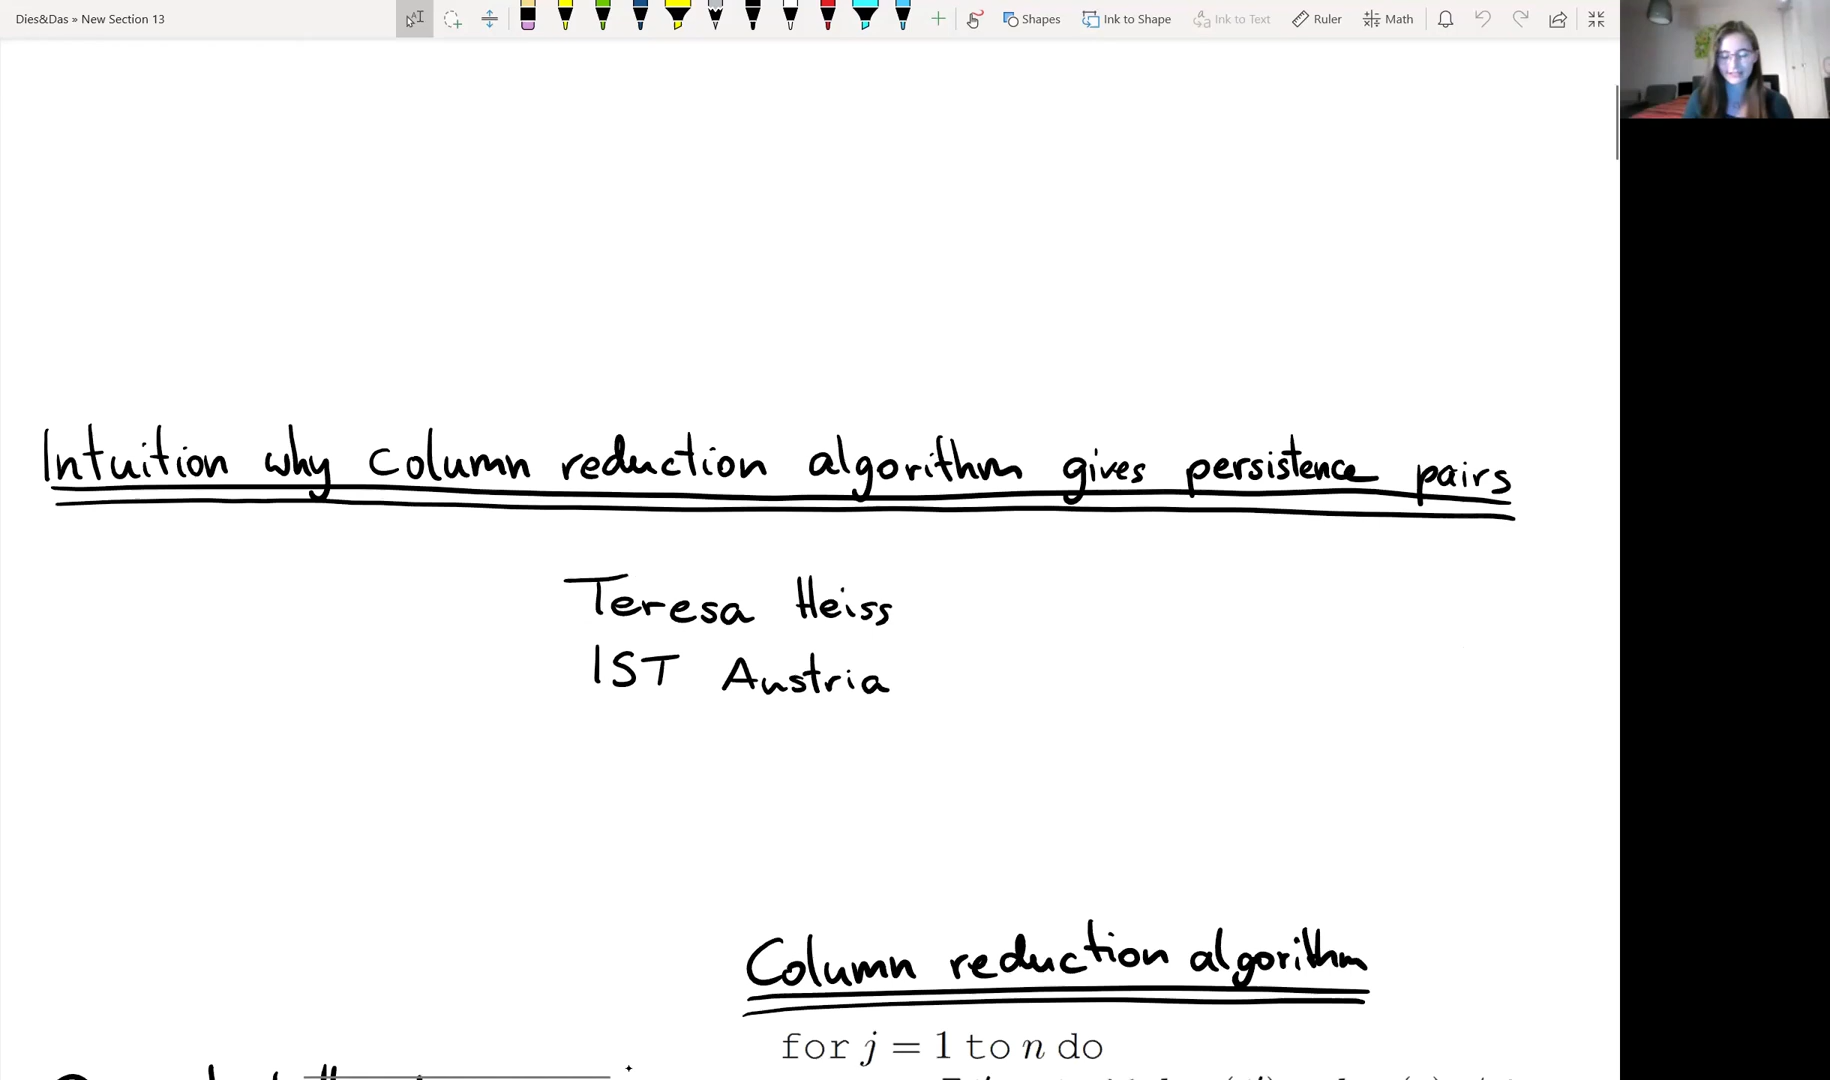 Dies&Das » New Section 13
Shapes
Ink to Shape
Ink to Text
Ruler
Math
Intuition why column reduction algorithm gives persistence pairs
Teresa Heiss
IST Austria
Column reduction algorithm
for j = 1 to n do